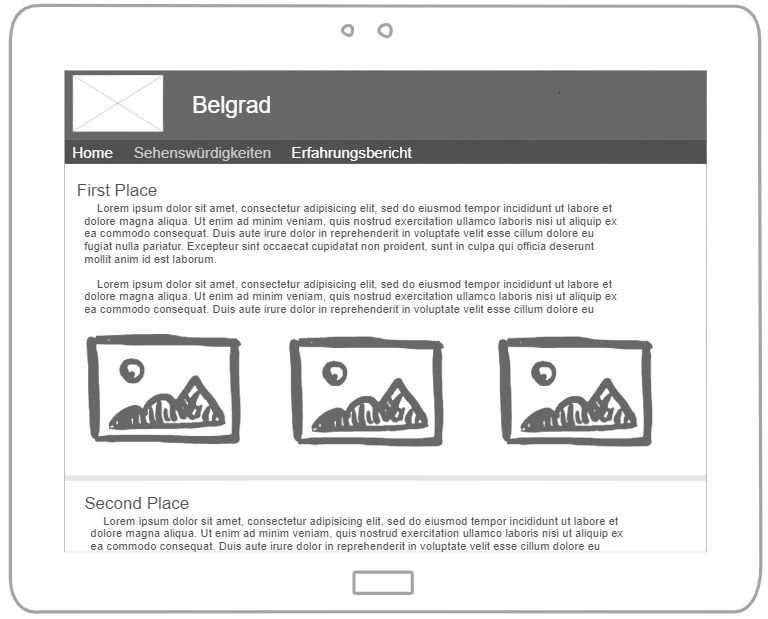 Belgrad
Home Sehenswürdigkeiten Erfahrungsbericht
First Place
Lorem ipsum dolor sit amet, consectetur adipisicing elit, sed do eiusmod tempor incididunt ut labore et
dolore magna aliqua. Ut enim ad minim veniam, quis nostrud exercitation ullamco laboris nisi ut aliquip ex
ea commodo consequat. Duis aute irure dolor in reprehenderit in voluptate velit esse cillum dolore eu
fugiat nulla pariatur. Excepteur sint occaecat cupidatat non proident, sunt in culpa qui officia deserunt
mollit anim id est laborum.
Lorem ipsum dolor sit amet, consectetur adipisicing elit, sed do eiusmod tempor incididunt ut labore et
dolore magna aliqua. Ut enim ad minim veniam, quis nostrud exercitation ullamco laboris nisi ut aliquip ex
ea commodo consequat. Duis aute irure dolor in reprehenderit in voluptate velit esse cillum dolore eu
Second Place
Lorem ipsum dolor sit amet, consectetur adipisicing elit, sed do eiusmod tempor incididunt ut labore et
dolore magna aliqua. Ut enim ad minim veniam, quis nostrud exercitation ullamco laboris nisi ut aliquip ex
ea commodo consequat. Duis aute irure dolor in reprehenderit in voluptate velit esse cillum dolore eu